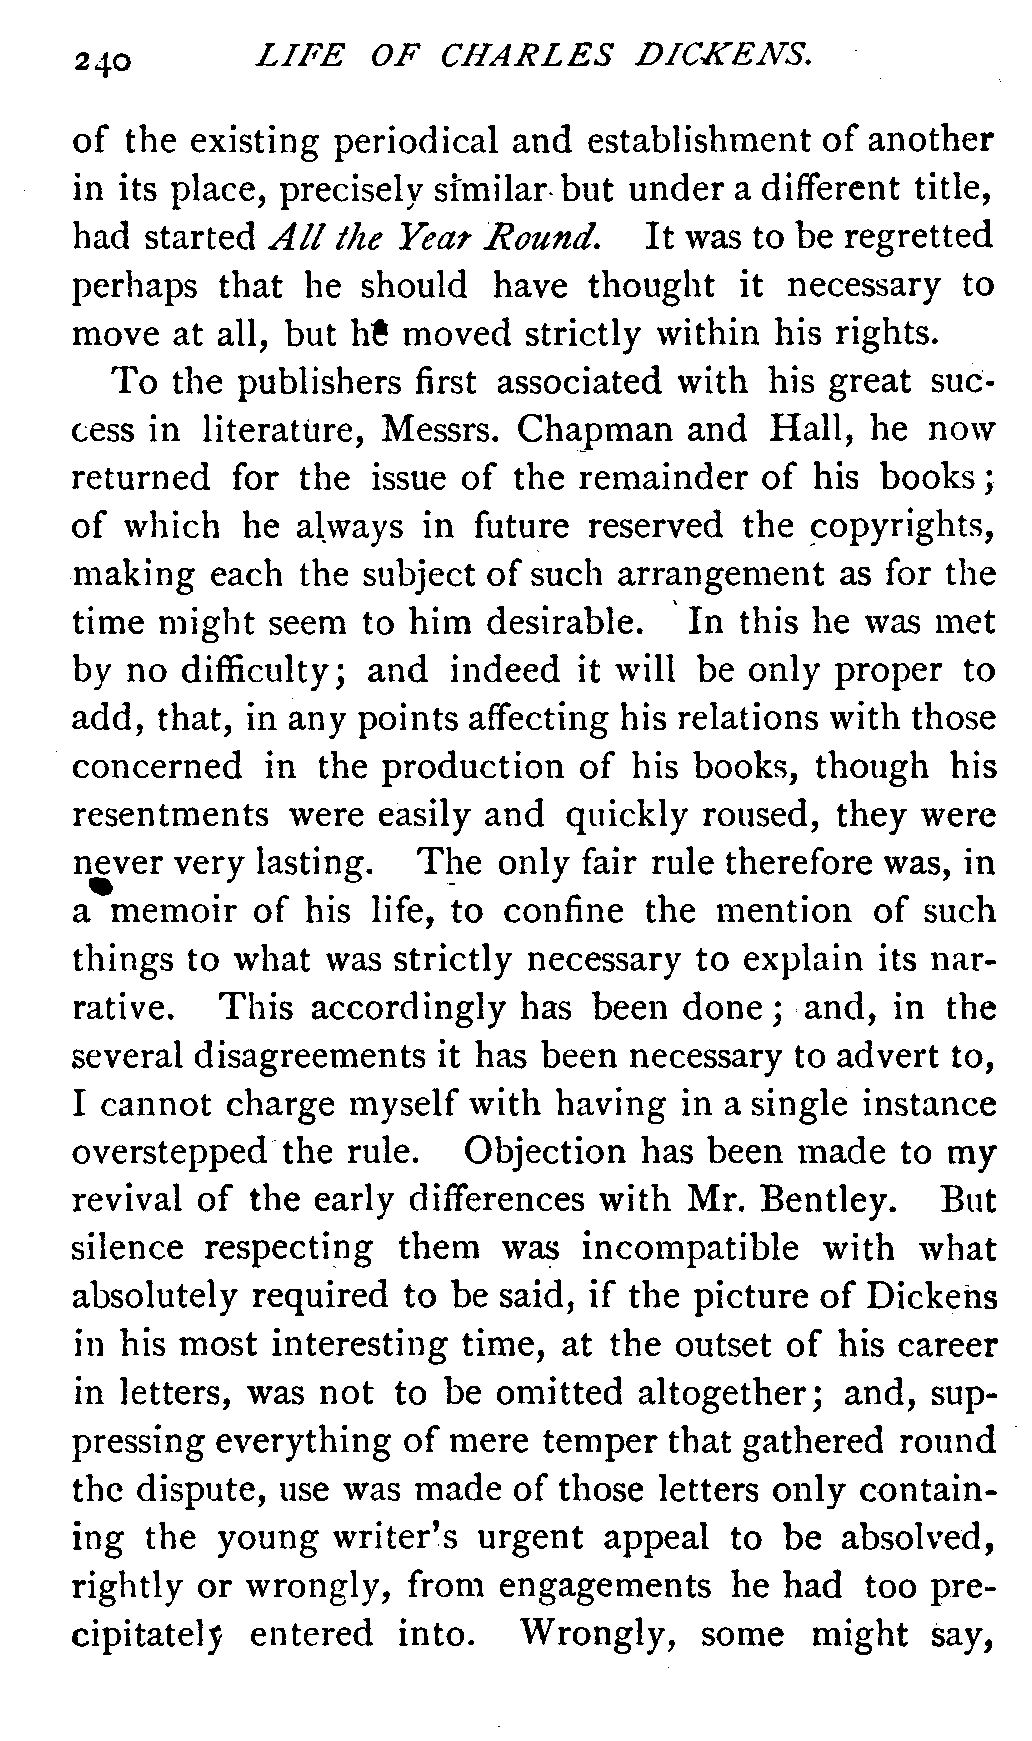 240 LIFE OF CHARLES DICKENS.
of the existing periodical and establishment of another
in its place, precisely similar but under a different title,
had started All the Year Round. It was to be regretted
perhaps that he should have thought it necessary to
move at all, but he moved strictly within his rights.
To the publishers first associated with his great suc-
cess in literature, Messrs. Chapman and Hall, he now
returned for the issue of the remainder of his books;
of which he always in future reserved the copyrights,
making each the subject of such arrangement as for the
time might seem to him desirable. In this he was met
by no difficulty; and indeed it will be only proper to
add, that, in any points affecting his relations with those
concerned in the production of his books, though his
resentments were easily and quickly roused, they were
never very lasting. The only fair rule therefore was, in
a memoir of his life, to confine the mention of such
things to what was strictly necessary to explain its nar-
rative. This accordingly has been done; and, in the
several disagreements it has been necessary to advert to,
I cannot charge myself with having in a single instance
overstepped the rule. Objection has been made to my
revival of the early differences with Mr. Bentley. But
silence respecting them was incompatible with what
absolutely required to be said, if the picture of Dickens
in his most interesting time, at the outset of his career
in letters, was not to be omitted altogether; and, sup-
pressing everything of mere temper that gathered round
the dispute, use was made of those letters only contain-
ing the young writer's urgent appeal to be absolved,
rightly or wrongly, from engagements he had too pre-
cipitately entered into. Wrongly, some might say,